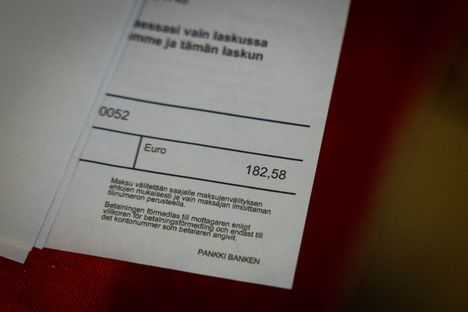 sessasi vain laskussa
mme ja tämän laskun
0052
Euro
182,58
Maksu välitetään saajalle maksujenvälityksen
ehtojen mukaisesti ja vain maksajan ilmoittaman
tilinumeron perusteella.
Betalningen förmedlas till mottagaren enligt
villkoren för betalningsförmedling och endast till
det kontonummer som betalaren angivit.
PANKKI BANKEN